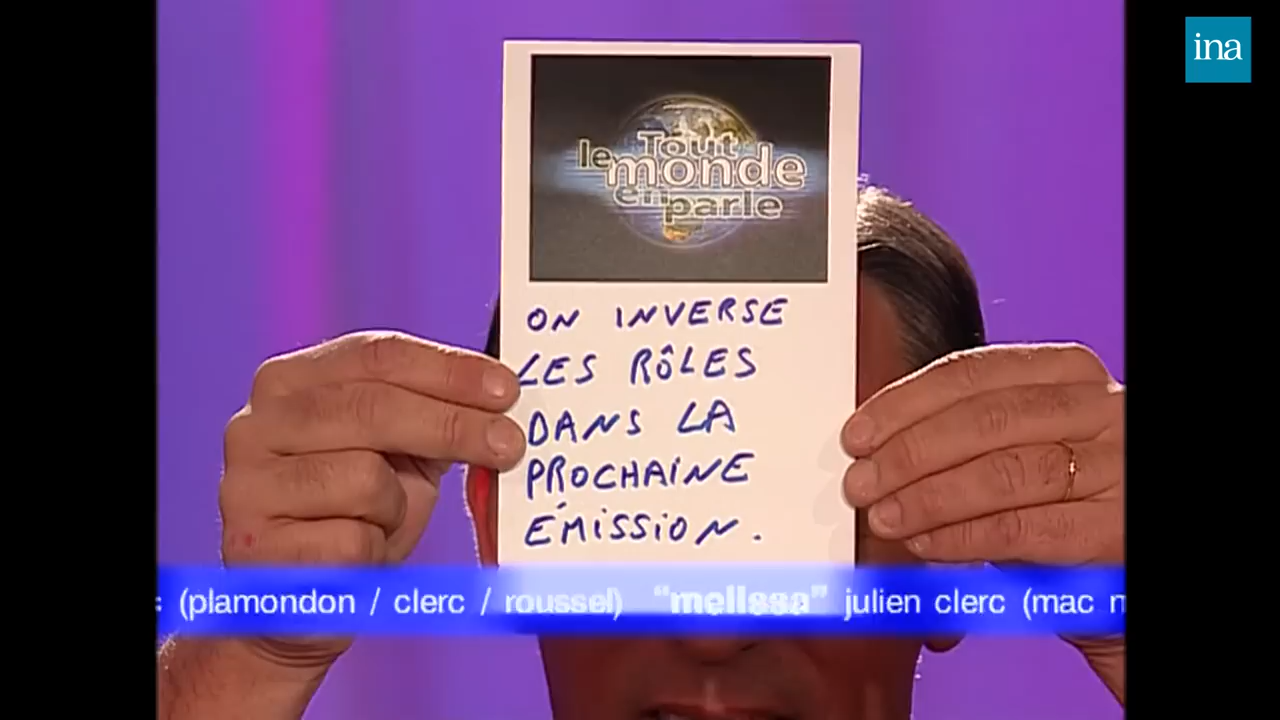 ina
Tout
le monde
en parle
ON INVERSE
LES RÔLES
DANS LA
PROCHAINE
ÉMISSION.
(plamondon / clerc / roussel) "melissa" julien clerc (mac